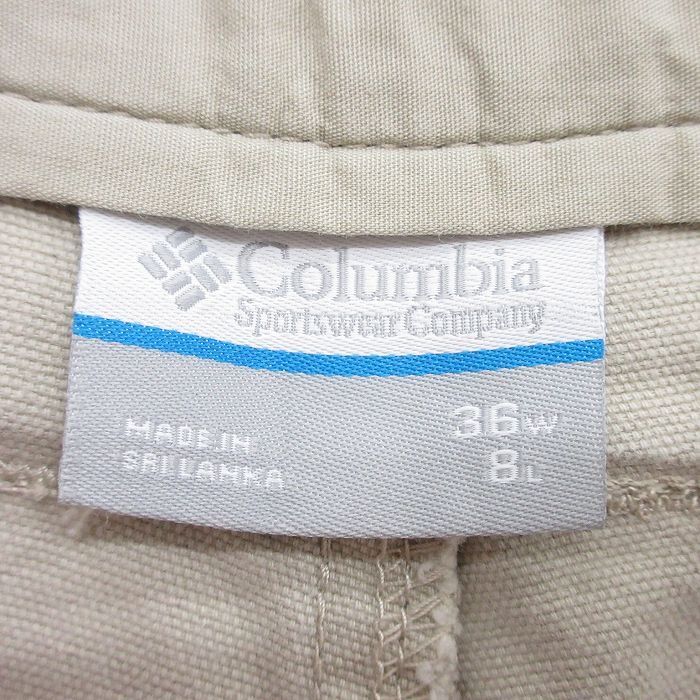 Columbia
Sportswear Company
MADE IN
SRI LANKA
36W
8L